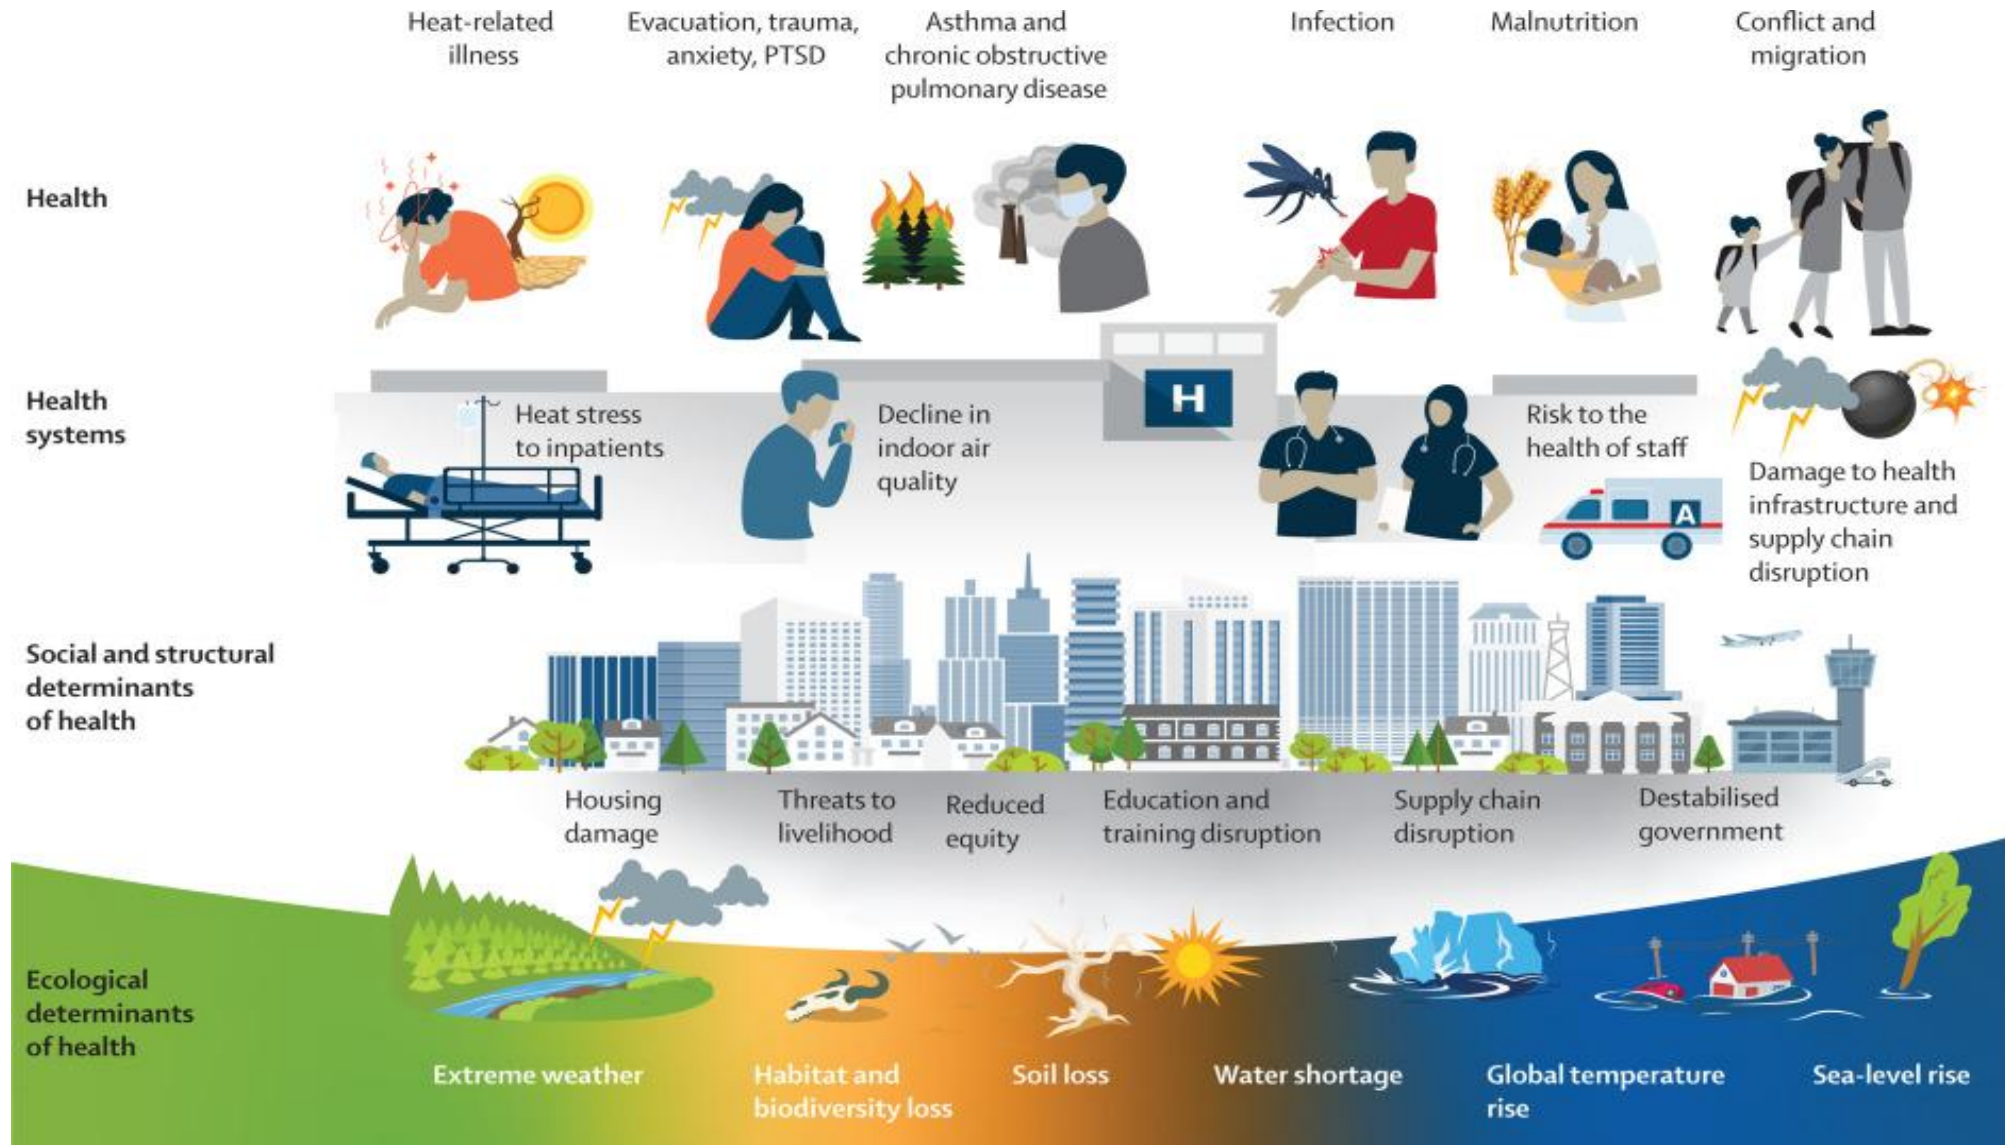 Heat-related
illness
Evacuation, trauma,
anxiety, PTSD
Asthma and
chronic obstructive
pulmonary disease
Infection
Malnutrition
Conflict and
migration
Health
Health
systems
Heat stress
to inpatients
Decline in
indoor air
quality
H
Risk to the
health of staff
A
Damage to health
infrastructure and
supply chain
disruption
Social and structural
determinants
of health
Housing
damage
Threats to
livelihood
Reduced
equity
Education and
training disruption
Supply chain
disruption
Destabilised
government
Ecological
determinants
of health
Extreme weather
Habitat and
biodiversity loss
Soil loss
Water shortage
Global temperature
rise
Sea-level rise